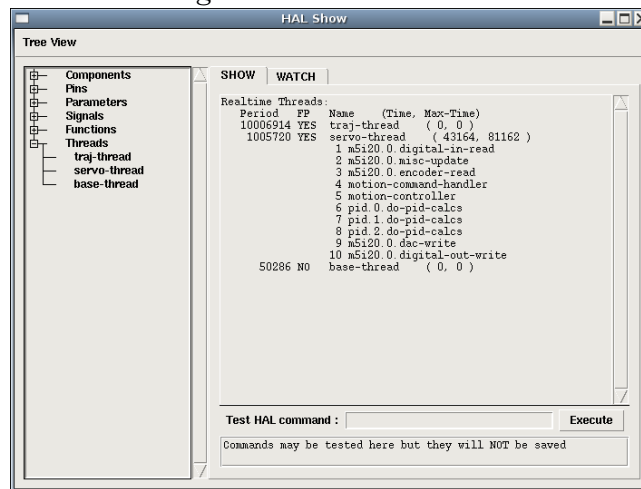 HAL Show
Tree View
Components
Pins
Parameters
Signals
Functions
Threads
traj-thread
servo-thread
base-thread
SHOW WATCH
Realtime Threads:
Period FP Name (Time, Max-Time)
10006914 YES traj-thread ( 0, 0 )
1005720 YES servo-thread ( 43164, 81162 )
1 m5i20.0.digital-in-read
2 m5i20.0.misc-update
3 m5i20.0.encoder-read
4 motion-command-handler
5 motion-controller
6 pid.0.do-pid-calcs
7 pid.1.do-pid-calcs
8 pid.2.do-pid-calcs
9 m5i20.0.dac-write
10 m5i20.0.digital-out-write
50286 NO base-thread ( 0, 0 )
Test HAL command : Execute
Commands may be tested here but they will NOT be saved